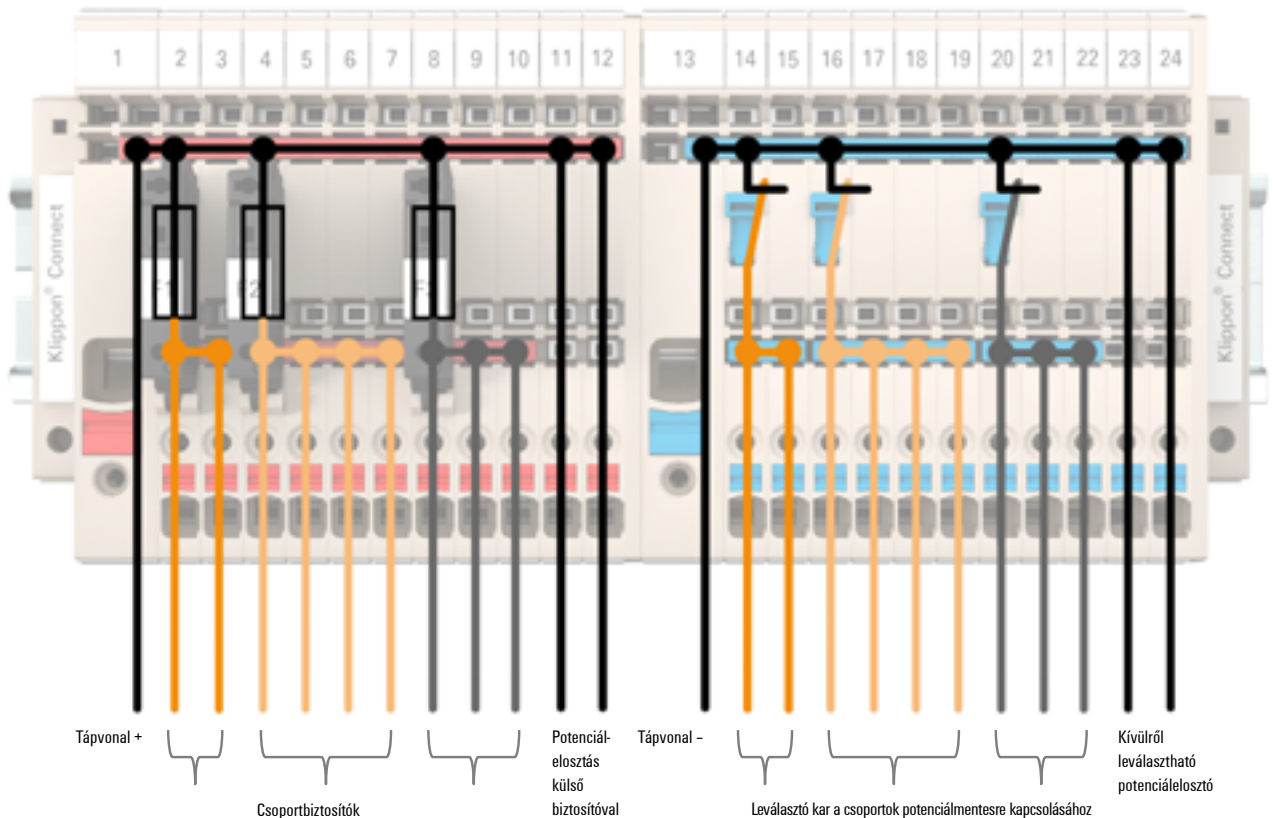 1 2 3 4 5 6 7 8 9 10 11 12 13 14 15 16 17 18 19 20 21 22 23 24
Klippon® Connect
Klippon® Connect
Tápvonal +
Csoportbiztosítók
Potenciál-
elosztás
külső
biztosítóval
Tápvonal –
Leválasztó kar a csoportok potenciálmentesre kapcsolásához
Kívülről
leválasztható
potenciálelosztó